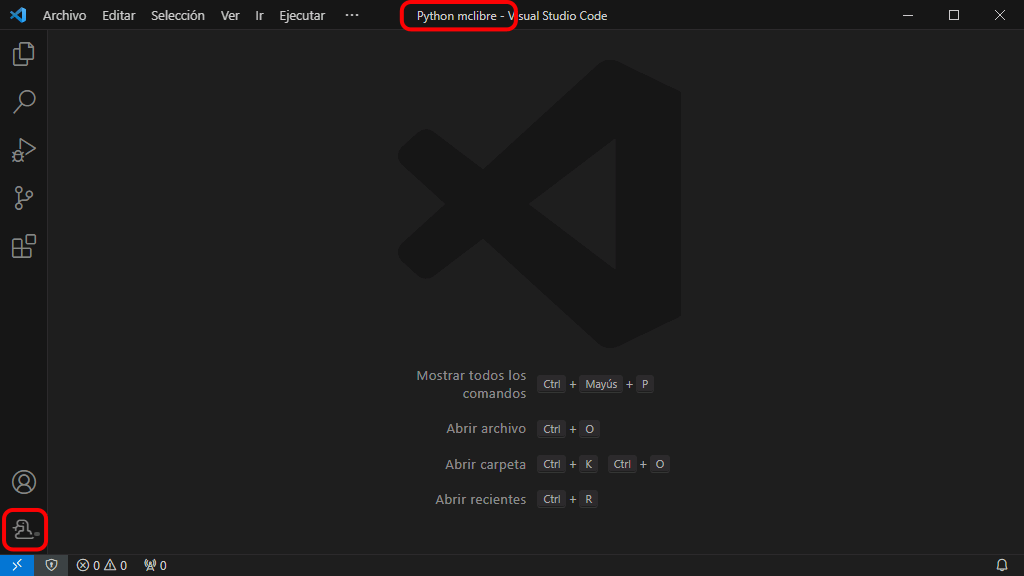 Archivo Editar Selección Ver Ir Ejecutar ··· Python mclibre - Visual Studio Code
Mostrar todos los
comandos Ctrl + Mayús + P
Abrir archivo Ctrl + O
Abrir carpeta Ctrl + K Ctrl + O
Abrir recientes Ctrl + R
0 0 0